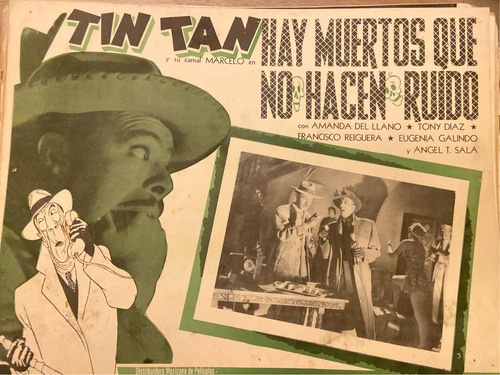 TIN TAN
y su carnal MARCELO en
HAY MUERTOS QUE
NO HACEN RUIDO
con AMANDA DEL LLANO ★ TONY DIAZ ★
FRANCISCO REIGUERA ★ EUGENIA GALINDO
y ANGEL T. SALA
Distribuidora Mexicana de Peliculas -